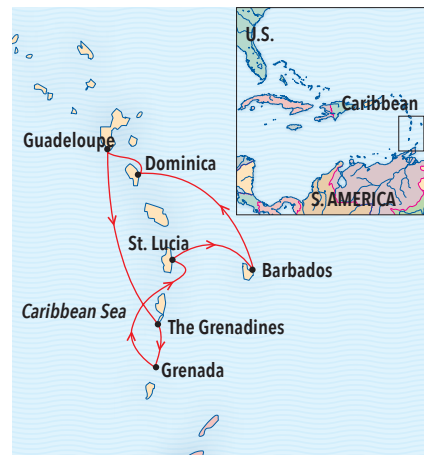 U.S.
Caribbean
S. AMERICA
Guadeloupe
Dominica
St. Lucia
Barbados
Caribbean Sea
The Grenadines
Grenada